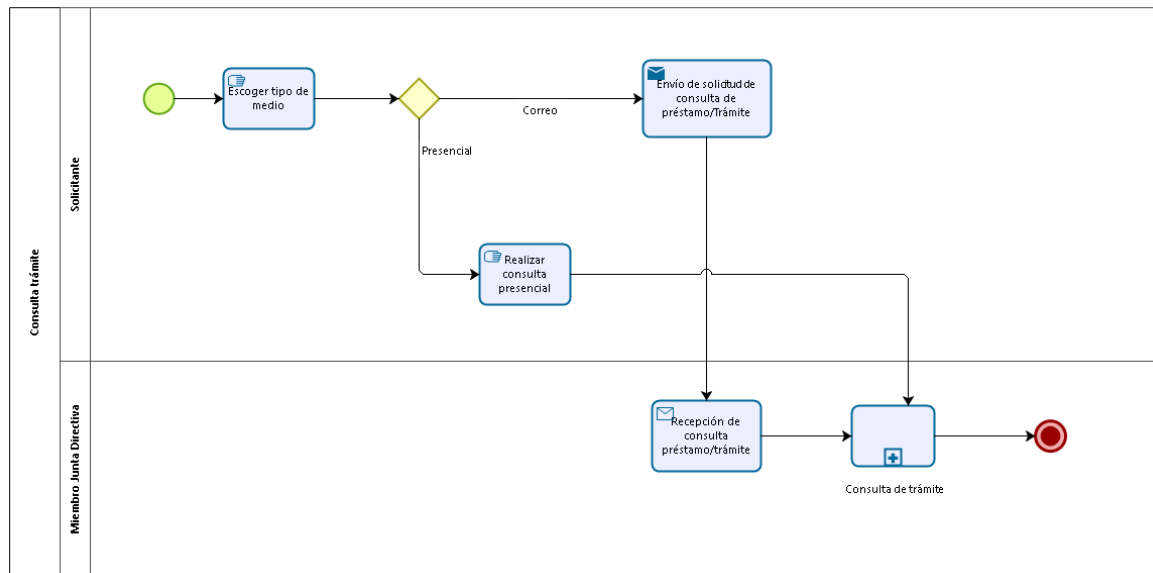 Consulta trámite
Solicitante
Escoger tipo de
medio
Correo
Envío de solicitud de
consulta de
préstamo/Trámite
Presencial
Realizar
consulta
presencial
Miembro Junta Directiva
Recepción de
consulta
préstamo/trámite
Consulta de trámite